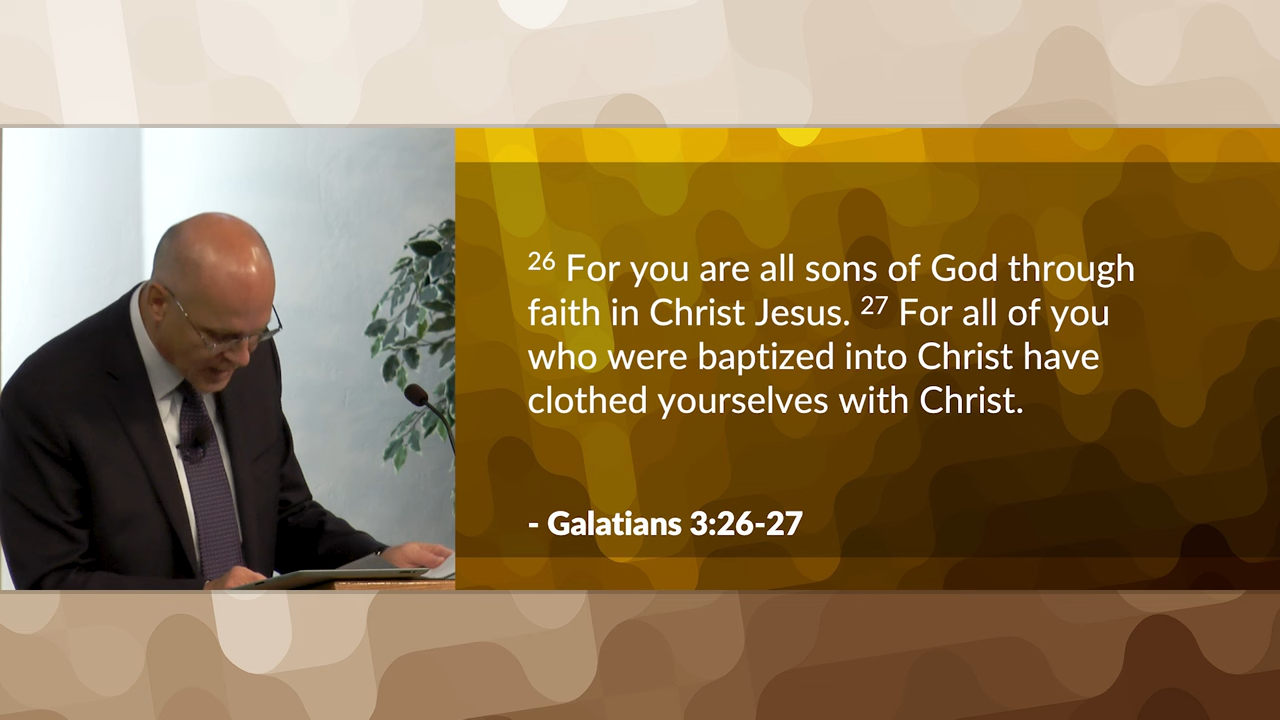 26 For you are all sons of God through
faith in Christ Jesus. 27 For all of you
who were baptized into Christ have
clothed yourselves with Christ.
- Galatians 3:26-27